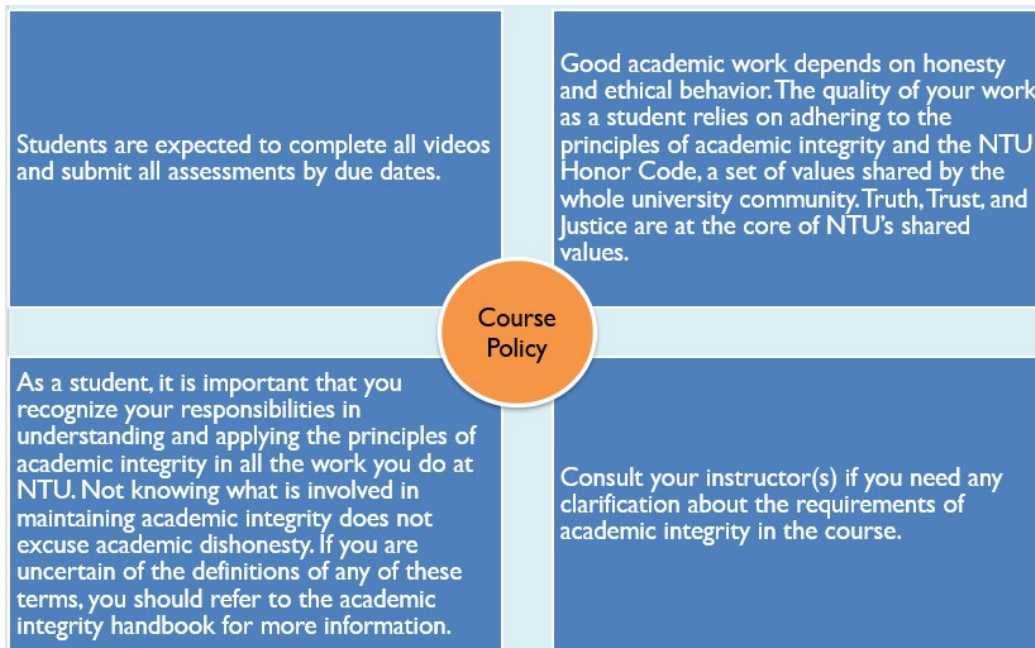 Students are expected to complete all videos
and submit all assessments by due dates.
Good academic work depends on honesty
and ethical behavior. The quality of your work
as a student relies on adhering to the
principles of academic integrity and the NTU
Honor Code, a set of values shared by the
whole university community. Truth, Trust, and
Justice are at the core of NTU's shared
values.
Course
Policy
As a student, it is important that you
recognize your responsibilities in
understanding and applying the principles of
academic integrity in all the work you do at
NTU. Not knowing what is involved in
maintaining academic integrity does not
excuse academic dishonesty. If you are
uncertain of the definitions of any of these
terms, you should refer to the academic
integrity handbook for more information.
Consult your instructor(s) if you need any
clarification about the requirements of
academic integrity in the course.